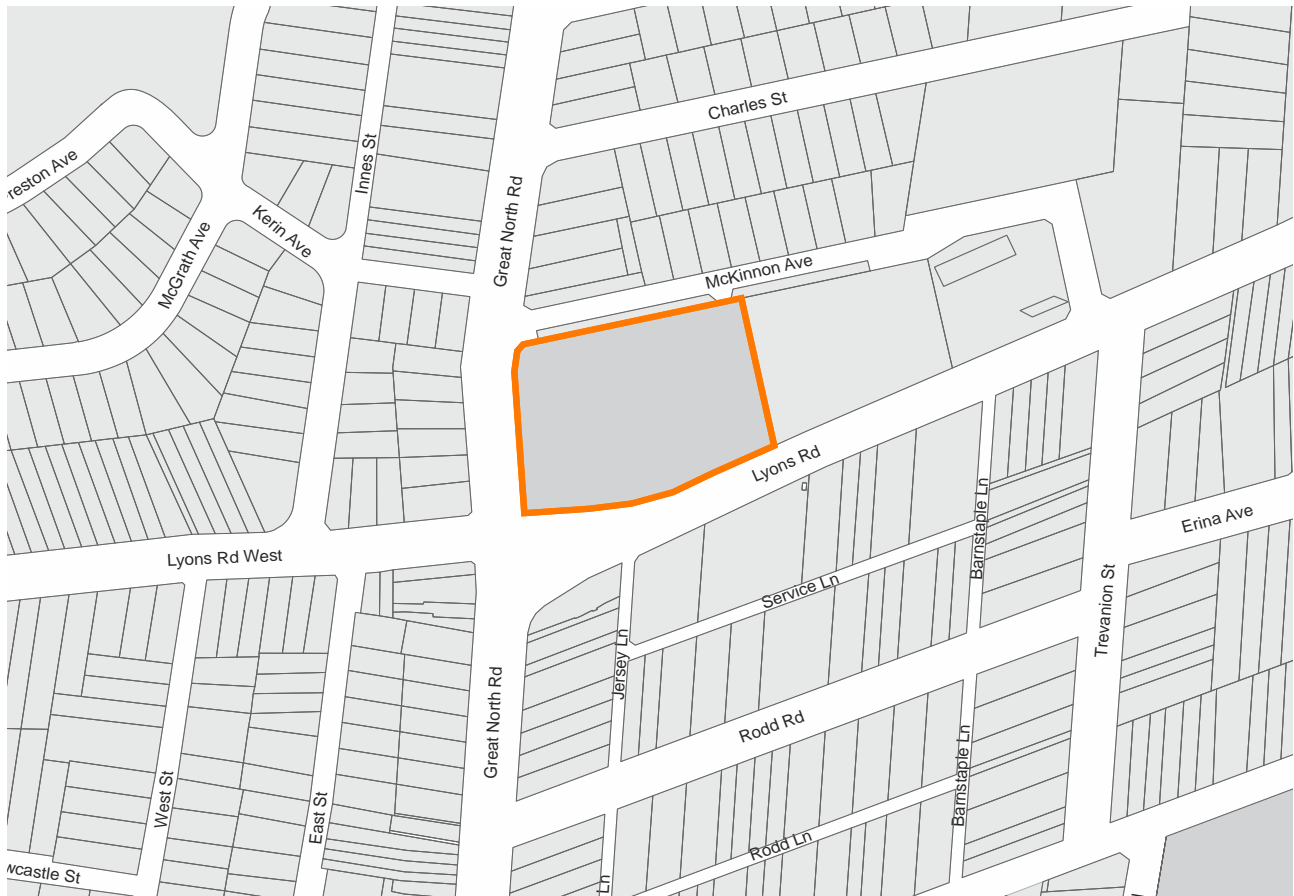 Charles St
Innes St
reston Ave
Great North Rd
Kerin Ave
McGrath Ave
McKinnon Ave
Lyons Rd
Erina Ave
Barnstaple Ln
Lyons Rd West
Service Ln
Trevanion St
Jersey Ln
Great North Rd
Rodd Rd
Barnstaple Ln
West St
East St
Rodd Ln
wcastle St
Ln